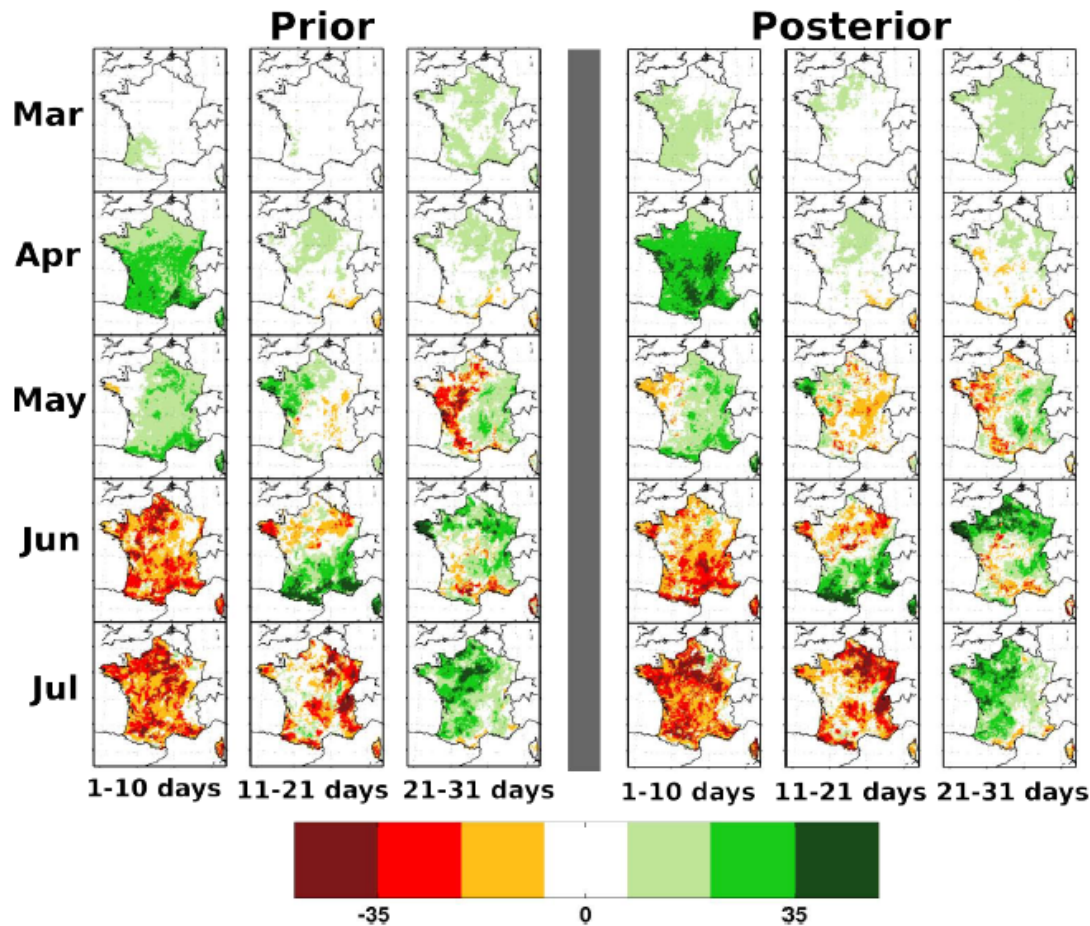 Prior Posterior
Mar
Apr
May
Jun
Jul
1-10 days 11-21 days 21-31 days 1-10 days 11-21 days 21-31 days
-35 0 35